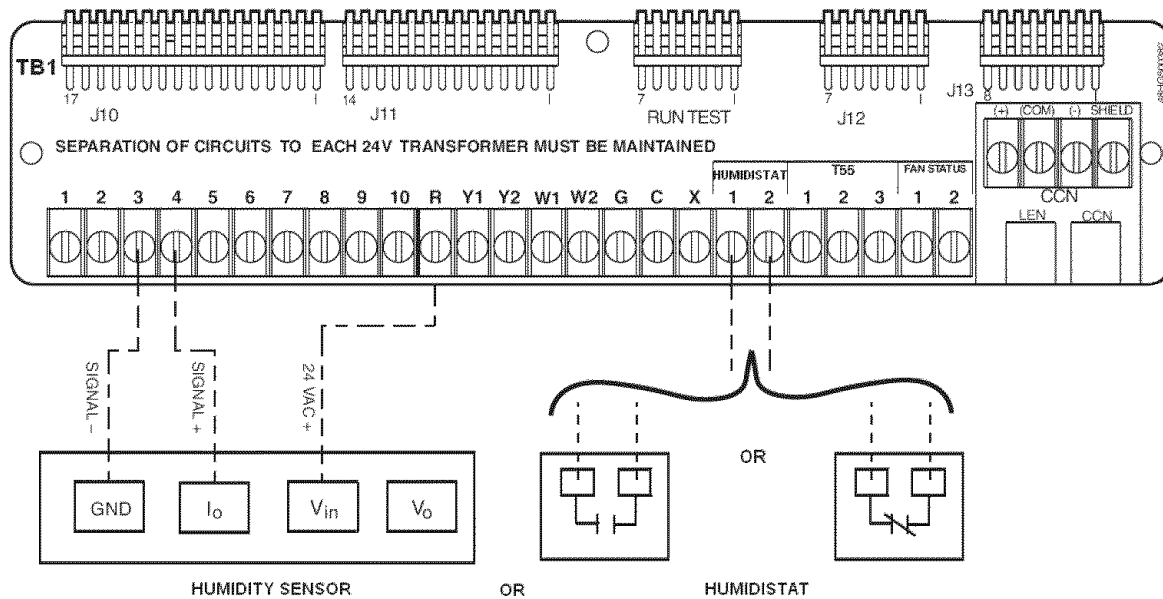 TB1
17 I 14 I 7 I 7 I 8 I
J10 J11 RUN TEST J12 J13
(+) (COM) (-) SHIELD
SEPARATION OF CIRCUITS TO EACH 24V TRANSFORMER MUST BE MAINTAINED
HUMIDISTAT T55 FAN STATUS
CCN
1 2 3 4 5 6 7 8 9 10 R Y1 Y2 W1 W2 G C X 1 2 1 2 3 1 2
LEN CCN
SIGNAL –
SIGNAL +
24 VAC +
OR
GND Io Vin Vo
HUMIDITY SENSOR OR HUMIDISTAT